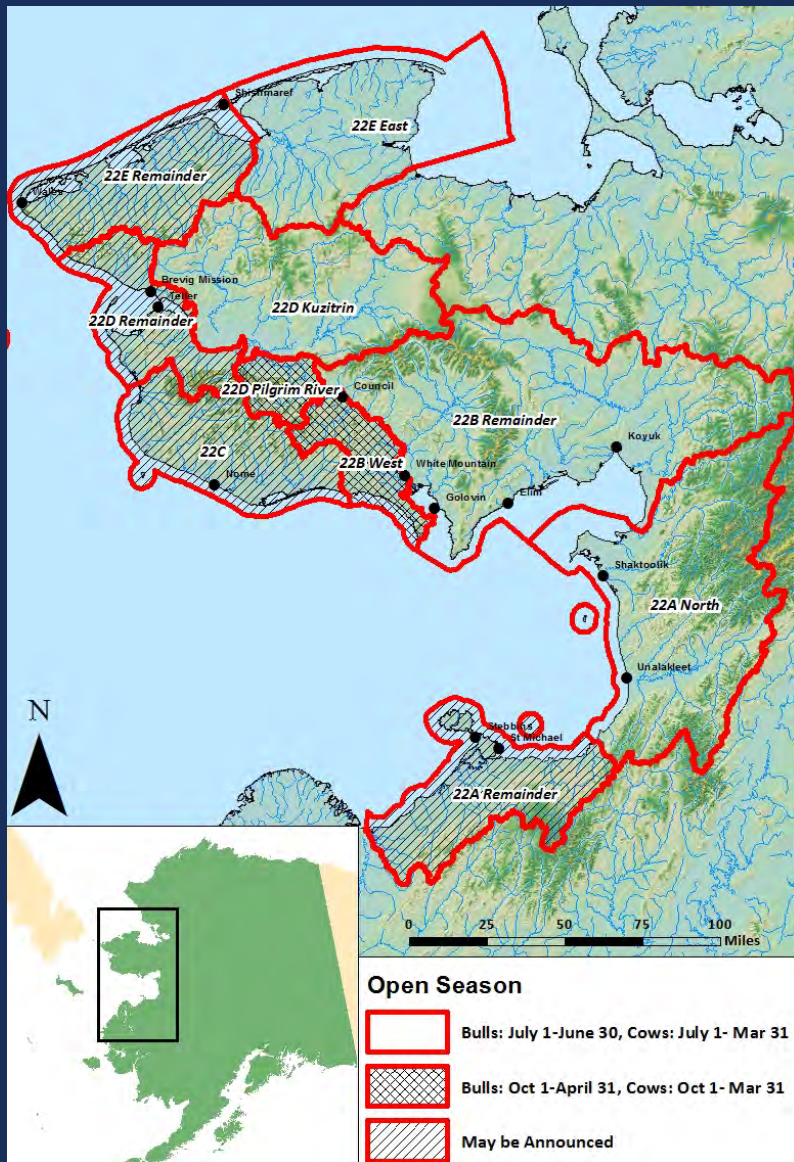 Shishmaref
22E East
22E Remainder
Wales
Brevig Mission
Teller
22D Remainder
22D Kuzitrin
22D Pilgrim River
Council
22B Remainder
22C
Koyuk
22B West
White Mountain
Nome
Golovin
Elim
Shaktoolik
22A North
Unalakleet
N
Stebbins
St Michael
22A Remainder
0 25 50 75 100
Miles
Open Season
Bulls: July 1-June 30, Cows: July 1- Mar 31
Bulls: Oct 1-April 31, Cows: Oct 1- Mar 31
May be Announced